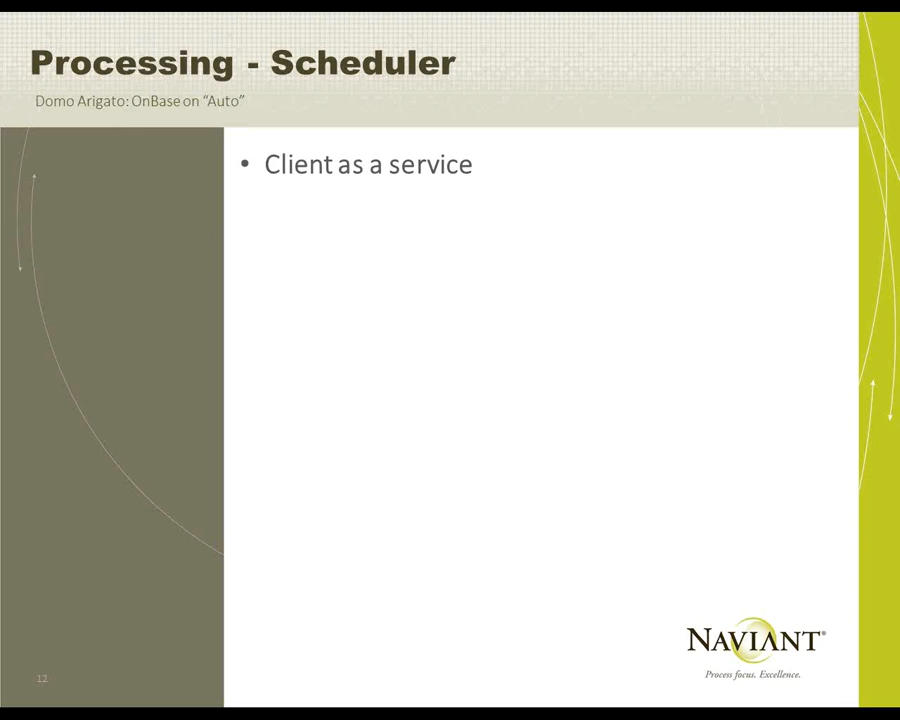 Processing - Scheduler
Domo Arigato: OnBase on “Auto”
• Client as a service
NAVIANT®
Process focus. Excellence.
12